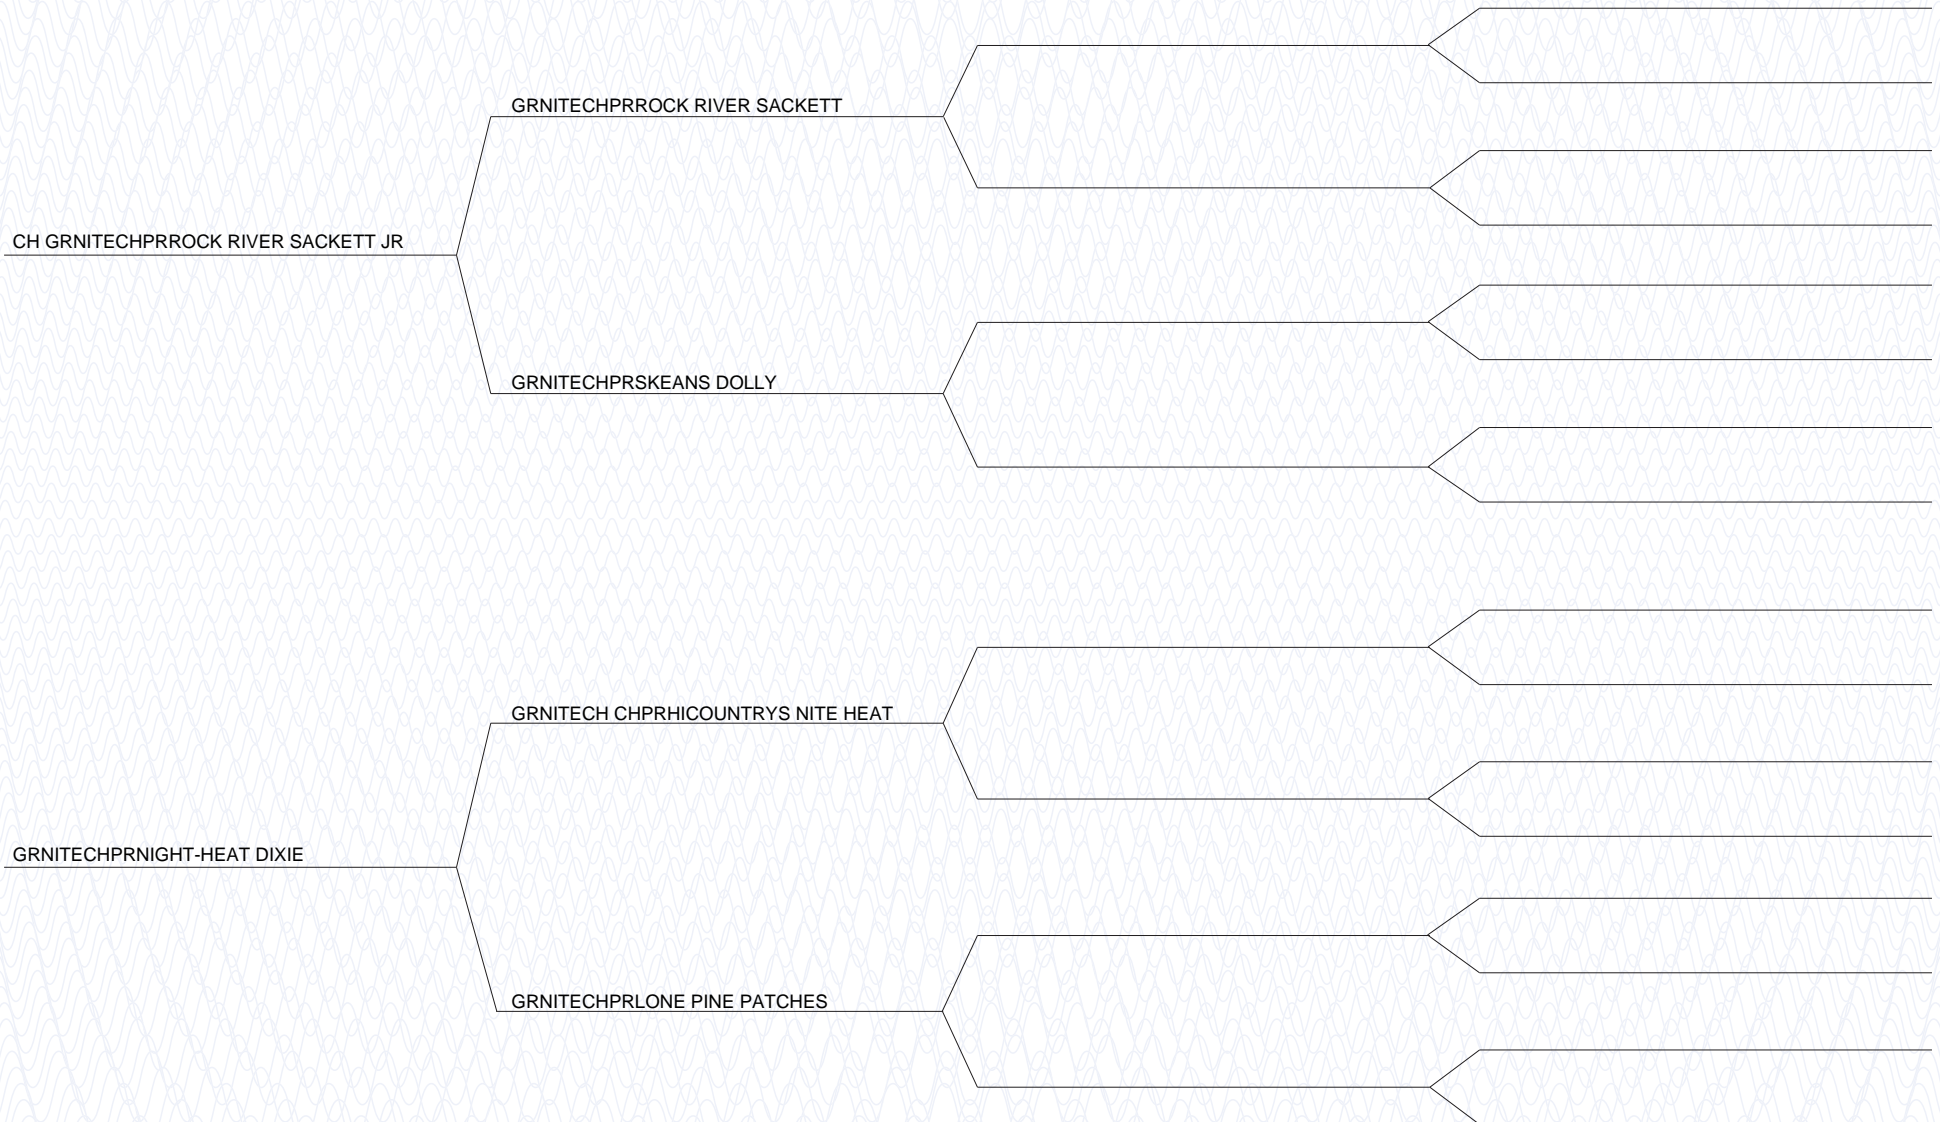 GRNITECHPRROCK RIVER SACKETT
CH GRNITECHPRROCK RIVER SACKETT JR
GRNITECHPRSKEANS DOLLY
GRNITECH CHPRHICOUNTRYS NITE HEAT
GRNITECHPRNIGHT-HEAT DIXIE
GRNITECHPRLONE PINE PATCHES